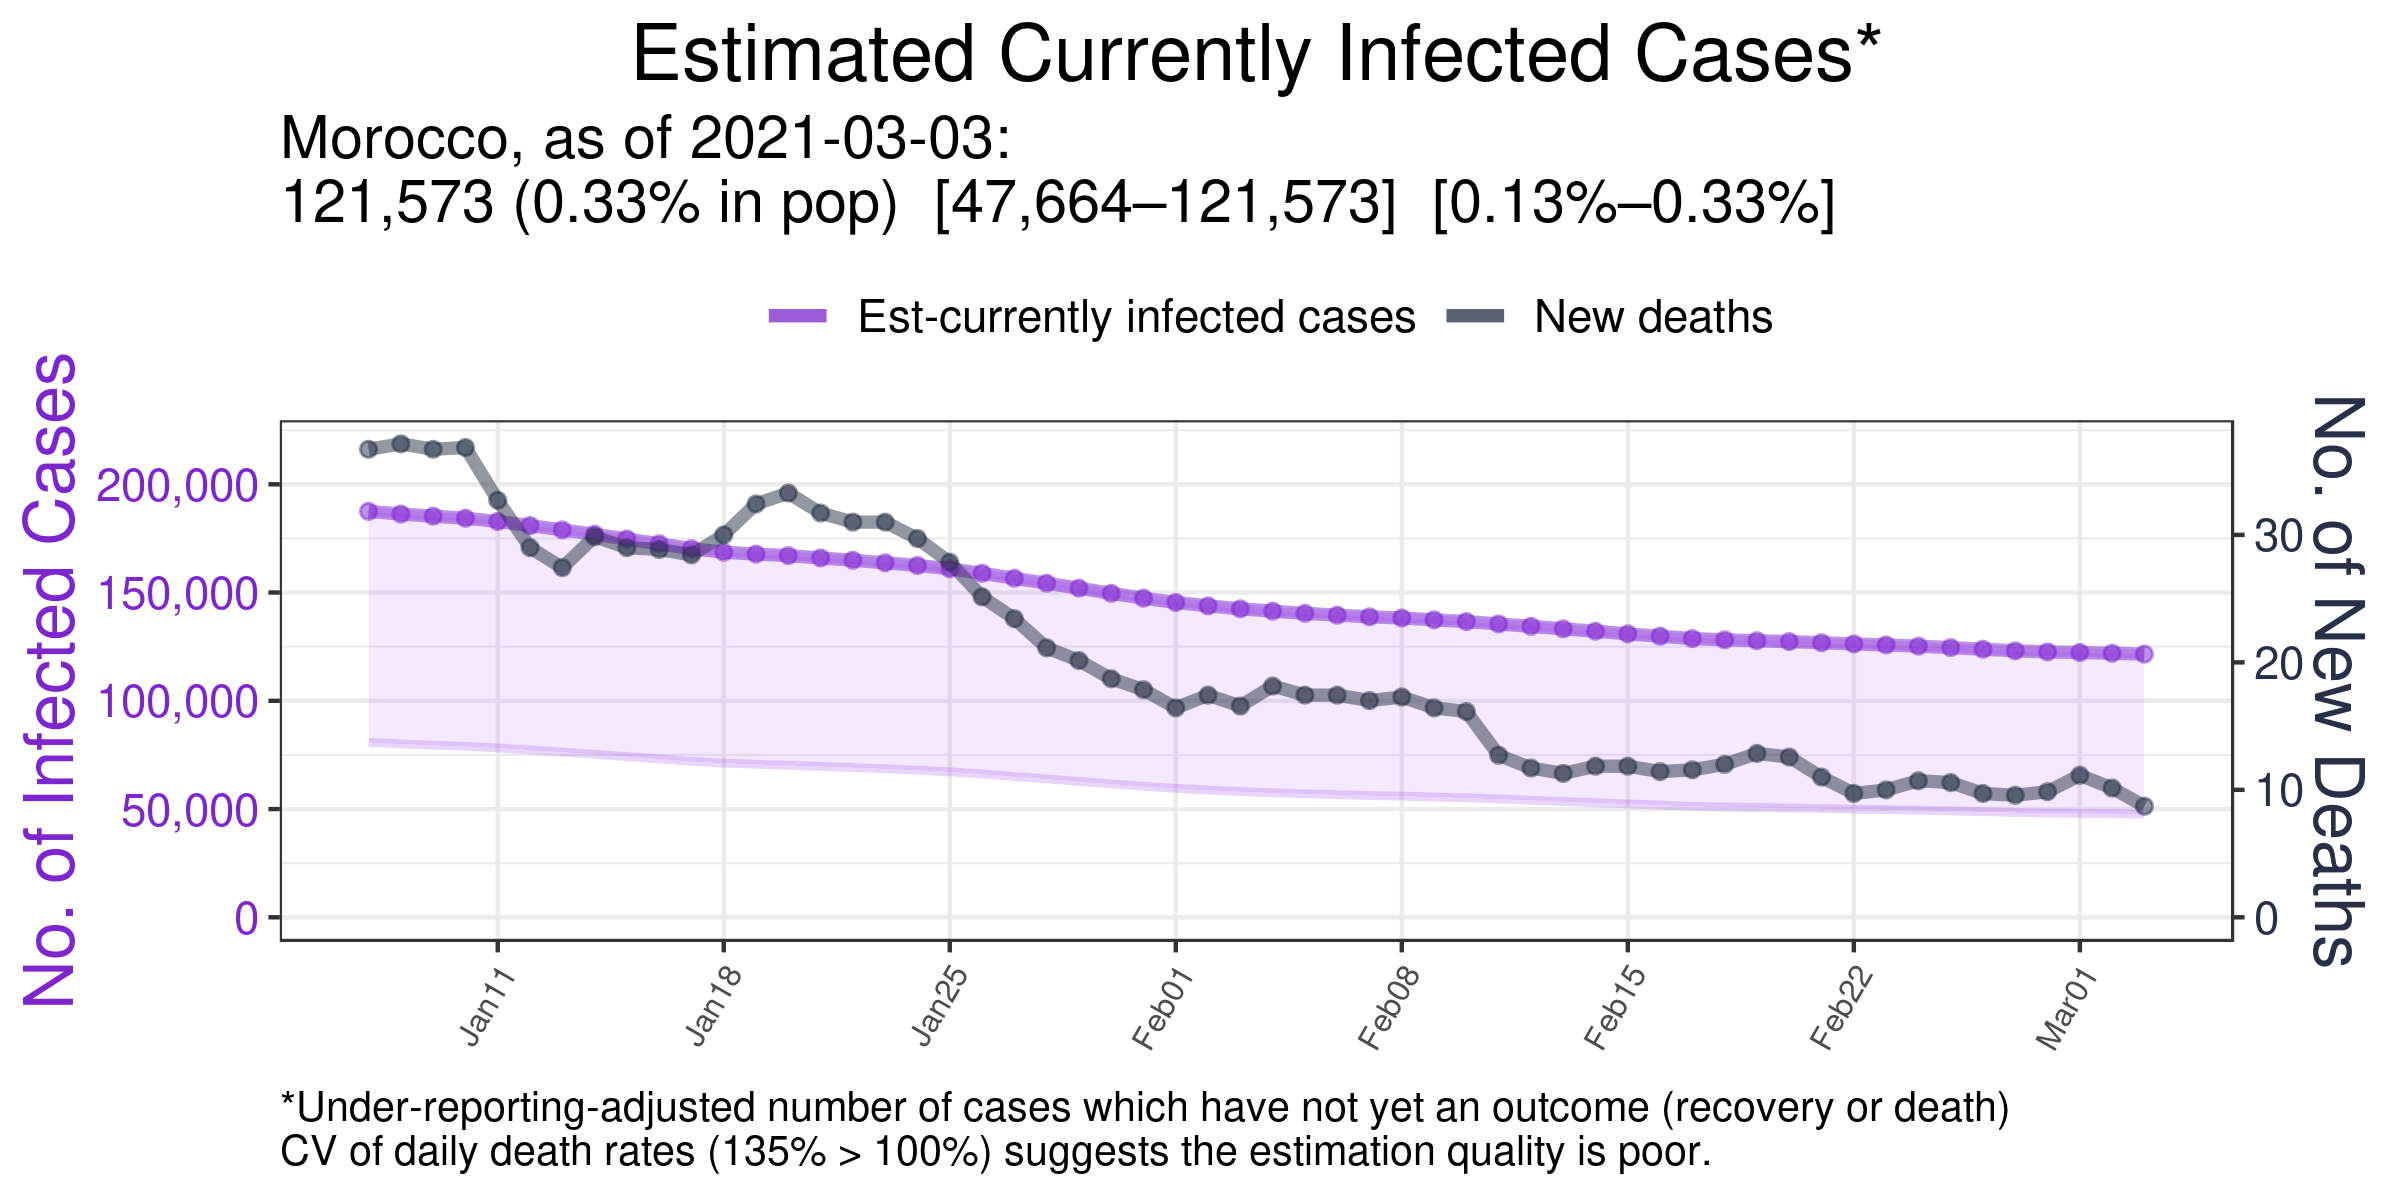 Estimated Currently Infected Cases*
Morocco, as of 2021-03-03:
121,573 (0.33% in pop)  [47,664–121,573]  [0.13%–0.33%]
Est-currently infected cases
New deaths
No. of Infected Cases
200,000
150,000
100,000
50,000
0
30
20
10
0
No. of New Deaths
Jan11
Jan18
Jan25
Feb01
Feb08
Feb15
Feb22
Mar01
*Under-reporting-adjusted number of cases which have not yet an outcome (recovery or death)
CV of daily death rates (135% > 100%) suggests the estimation quality is poor.